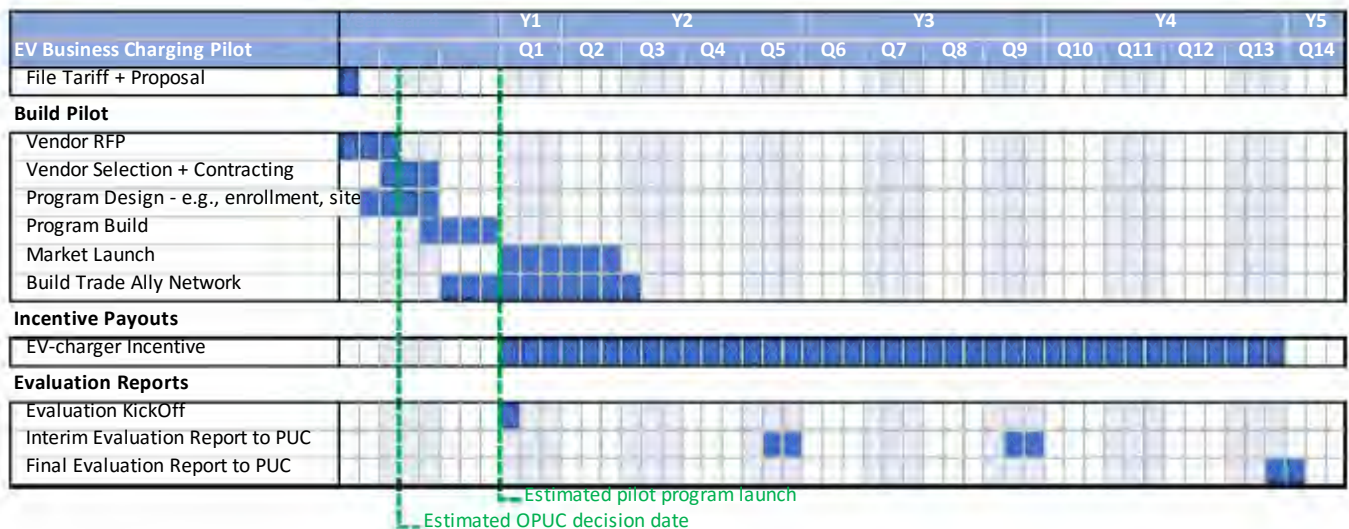 Y1 Y2 Y3 Y4 Y5
EV Business Charging Pilot Q1 Q2 Q3 Q4 Q5 Q6 Q7 Q8 Q9 Q10 Q11 Q12 Q13 Q14
File Tariff + Proposal
Build Pilot
Vendor RFP
Vendor Selection + Contracting
Program Design - e.g., enrollment, site
Program Build
Market Launch
Build Trade Ally Network
Incentive Payouts
EV-charger Incentive
Evaluation Reports
Evaluation KickOff
Interim Evaluation Report to PUC
Final Evaluation Report to PUC
Estimated pilot program launch
Estimated OPUC decision date